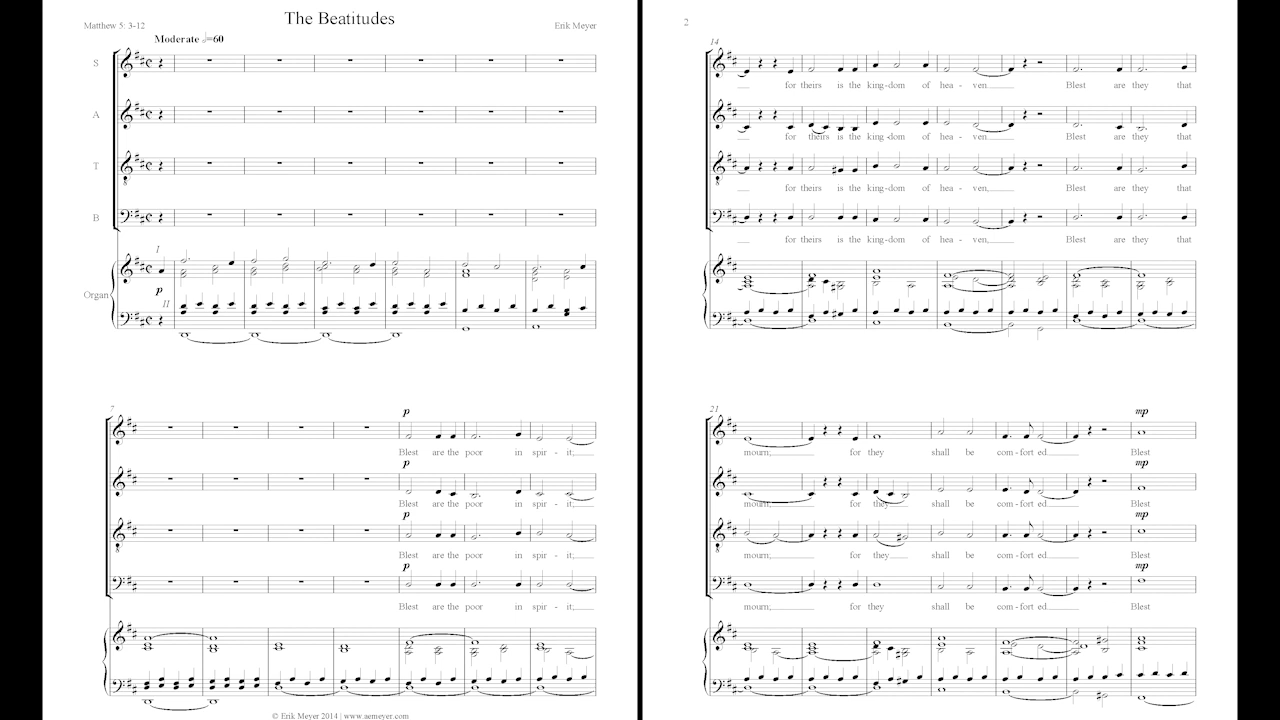 The Beatitudes
Matthew 5: 3-12
Erik Meyer
Moderate 𝅗𝅥=60
S
A
T
B
I
p
II
Organ
7
p
Blest are the poor in spir - it;
p
Blest are the poor in spir - it;
p
Blest are the poor in spir - it;
p
Blest are the poor in spir - it;
© Erik Meyer 2014 | www.aemeyer.com
2
14
for theirs is the king-dom of hea - ven. Blest are they that
for theirs is the king-dom of hea - ven. Blest are they that
for theirs is the king-dom of hea - ven, Blest are they that
for theirs is the king-dom of hea - ven, Blest are they that
21
mp
mourn; for they shall be com-fort ed. Blest
mp
mourn; for they shall be com-fort ed. Blest
mp
mourn; for they shall be com-fort ed. Blest
mp
mourn; for they shall be com-fort ed. Blest